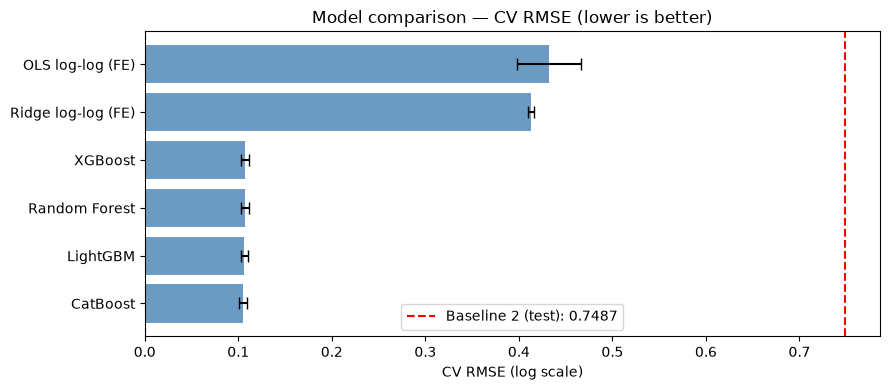 Model comparison — CV RMSE (lower is better)
OLS log-log (FE)
Ridge log-log (FE)
XGBoost
Random Forest
LightGBM
CatBoost
Baseline 2 (test): 0.7487
0.0 0.1 0.2 0.3 0.4 0.5 0.6 0.7
CV RMSE (log scale)